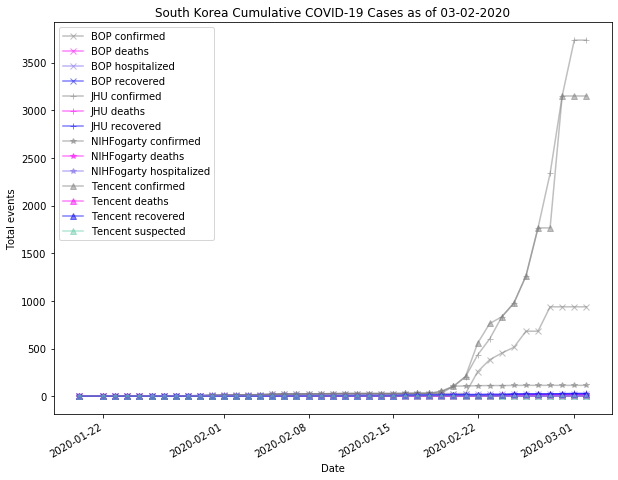 South Korea Cumulative COVID-19 Cases as of 03-02-2020
BOP confirmed
BOP deaths
BOP hospitalized
BOP recovered
JHU confirmed
JHU deaths
JHU recovered
NIHFogarty confirmed
NIHFogarty deaths
NIHFogarty hospitalized
Tencent confirmed
Tencent deaths
Tencent recovered
Tencent suspected
Total events
3500
3000
2500
2000
1500
1000
500
0
2020-01-22
2020-02-01
2020-02-08
2020-02-15
2020-02-22
2020-03-01
Date